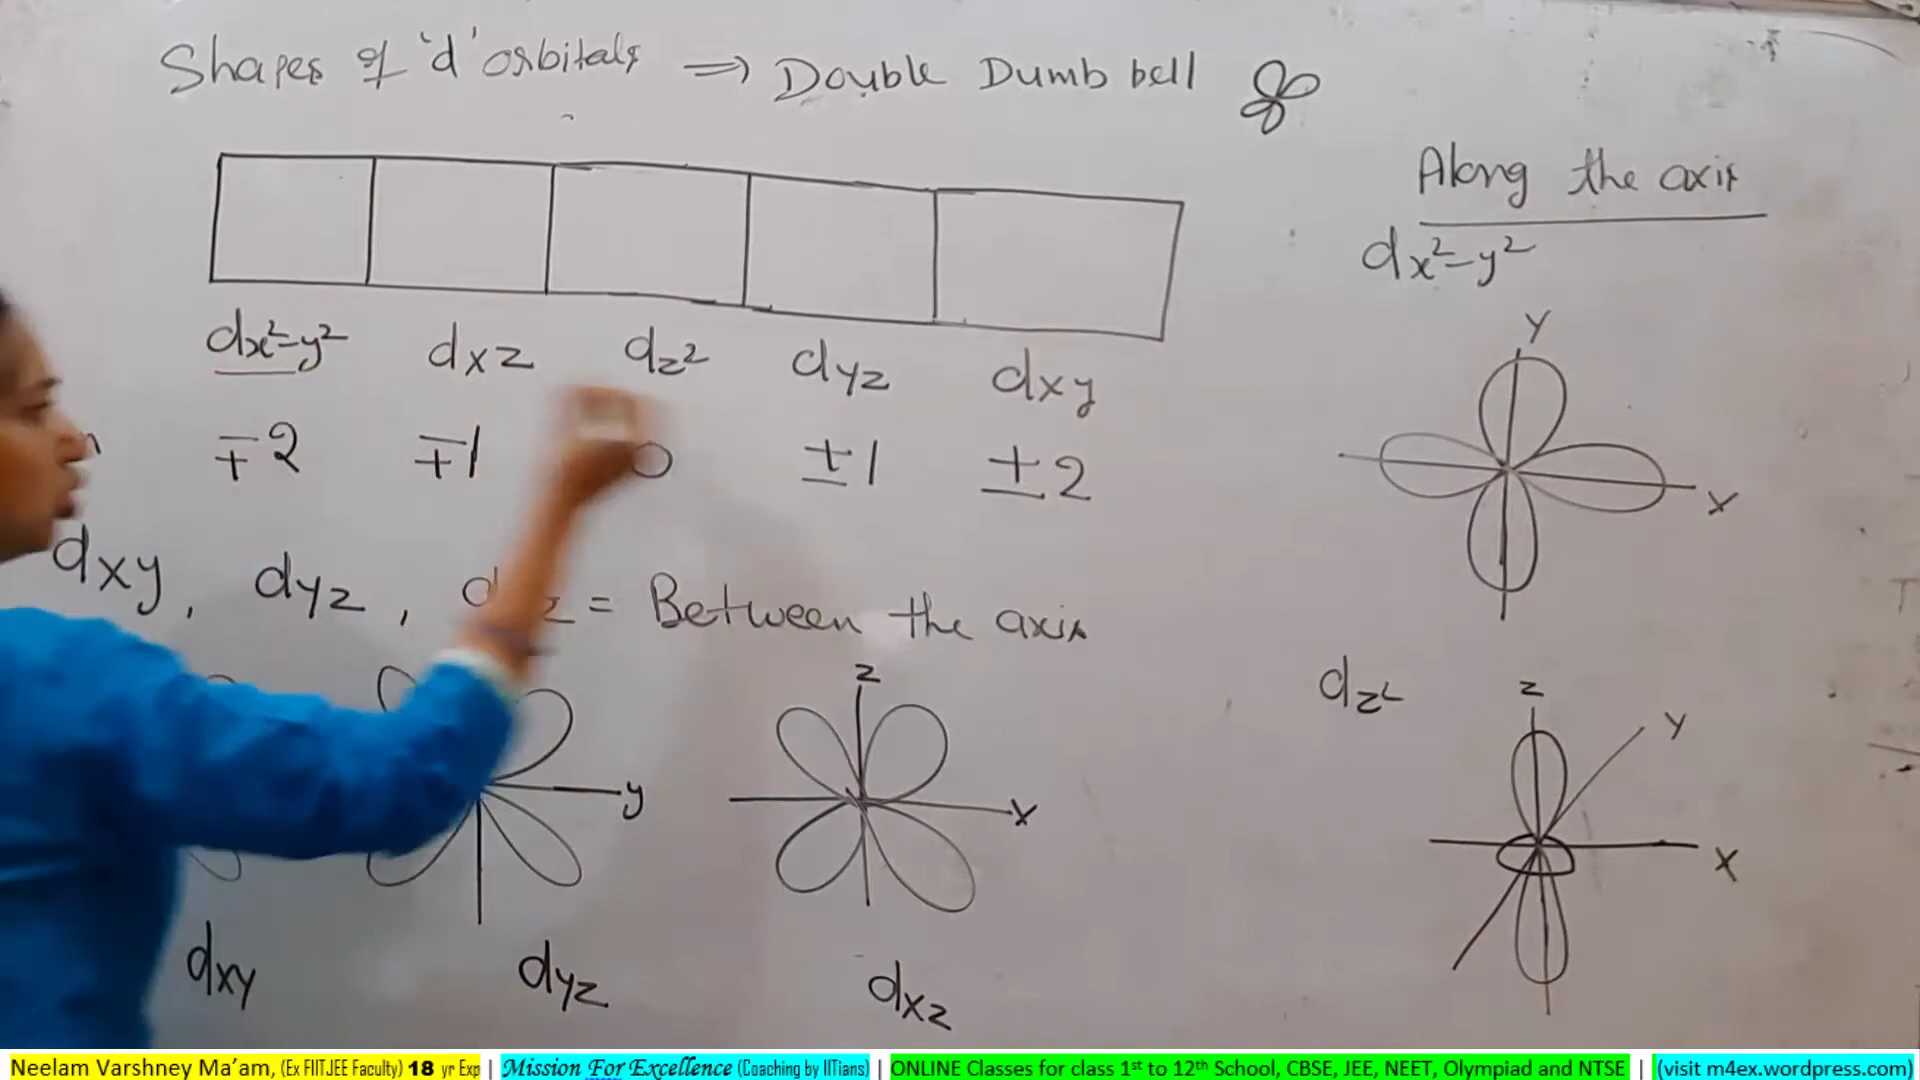 Shapes of 'd' orbitals ⇒ Double Dumb bell
Along the axis
dx²-y²
dx²-y² dxz dz² dyz dxy
∓2 ∓1 0 ±1 ±2
dxy, dyz, = Between the axis
Y
X
y
z
X
dz²
z
Y
X
dxy dyz dxz
Neelam Varshney Ma'am, (Ex FIITJEE Faculty) 18 yr Exp | Mission For Excellence (Coaching by IITians) | ONLINE Classes for class 1st to 12th School, CBSE, JEE, NEET, Olympiad and NTSE | (visit m4ex.wordpress.com)